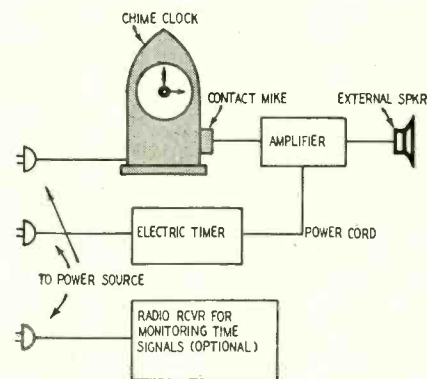 CHIME CLOCK
CONTACT MIKE
EXTERNAL SPKR
AMPLIFIER
ELECTRIC TIMER
POWER CORD
TO POWER SOURCE
RADIO RCVR FOR
MONITORING TIME
SIGNALS (OPTIONAL)